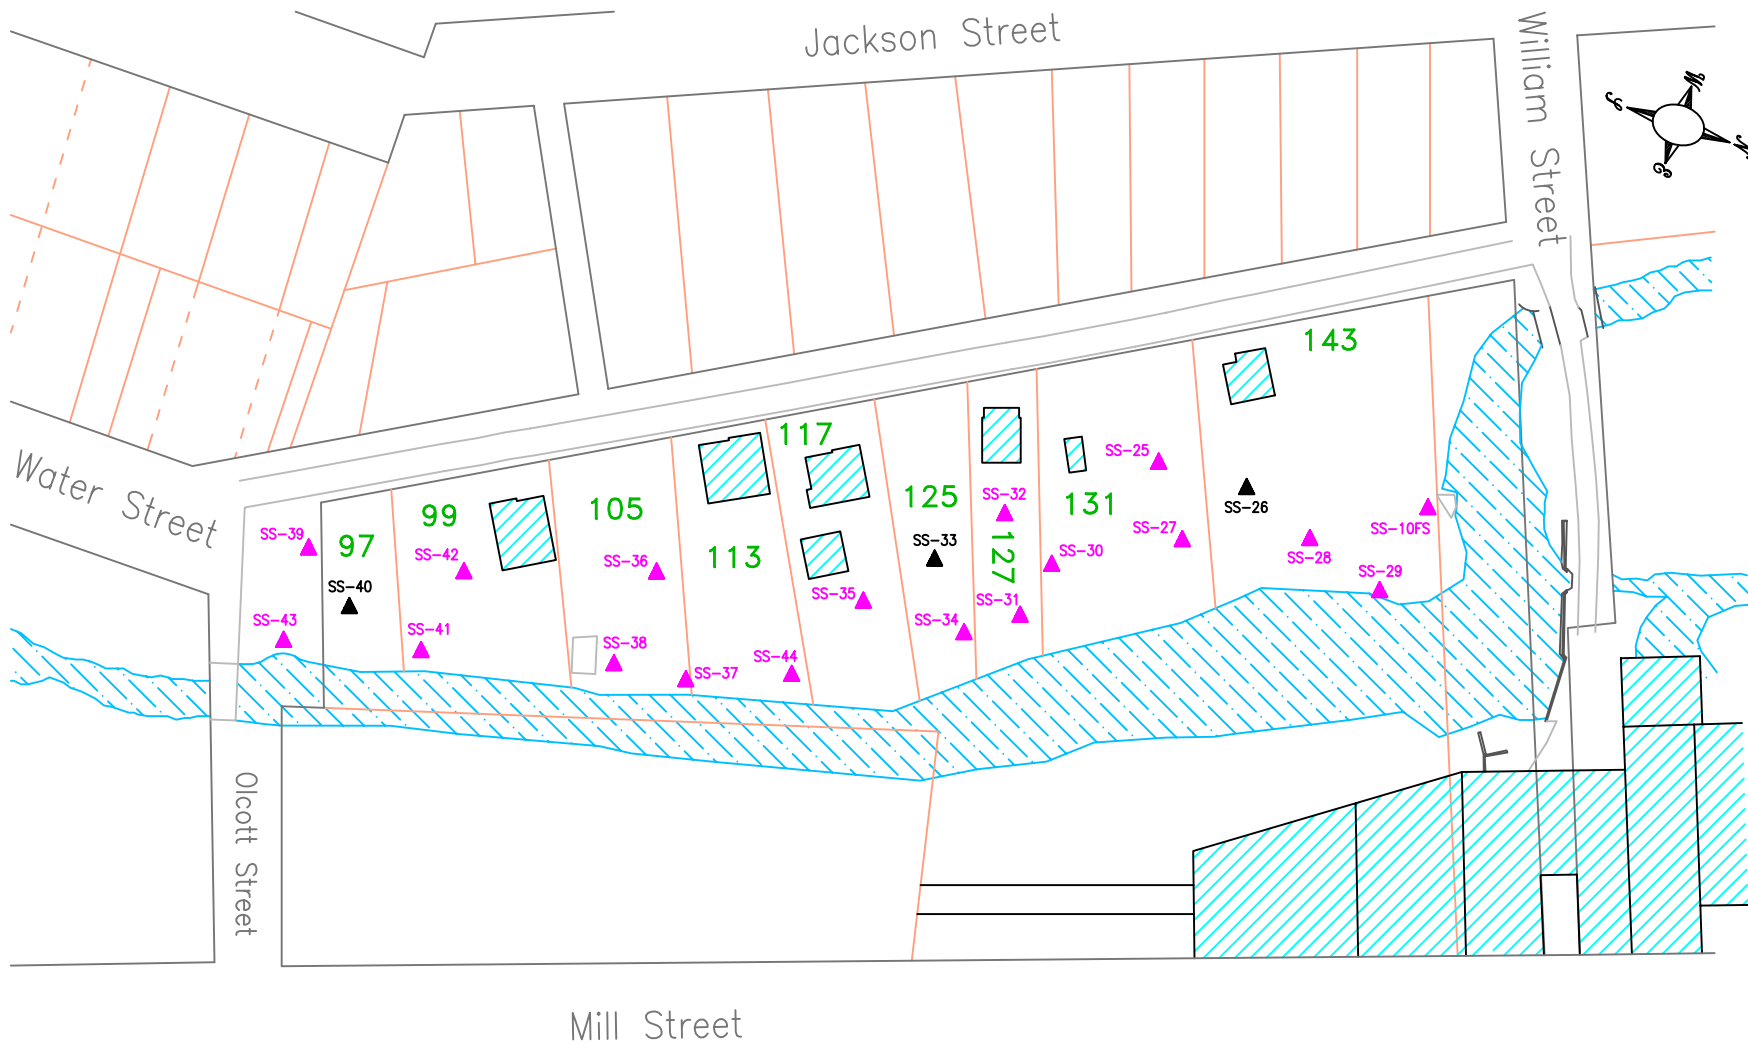 Jackson Street
William Street
W
S
N
E
143
117
SS-25
Water Street
125
SS-32
131
SS-26
99
105
SS-10FS
SS-39
97
SS-42
SS-36
113
SS-33
127
SS-30
SS-27
SS-28
SS-40
SS-35
SS-31
SS-29
SS-43
SS-41
SS-38
SS-34
SS-37
SS-44
Olcott Street
Mill Street